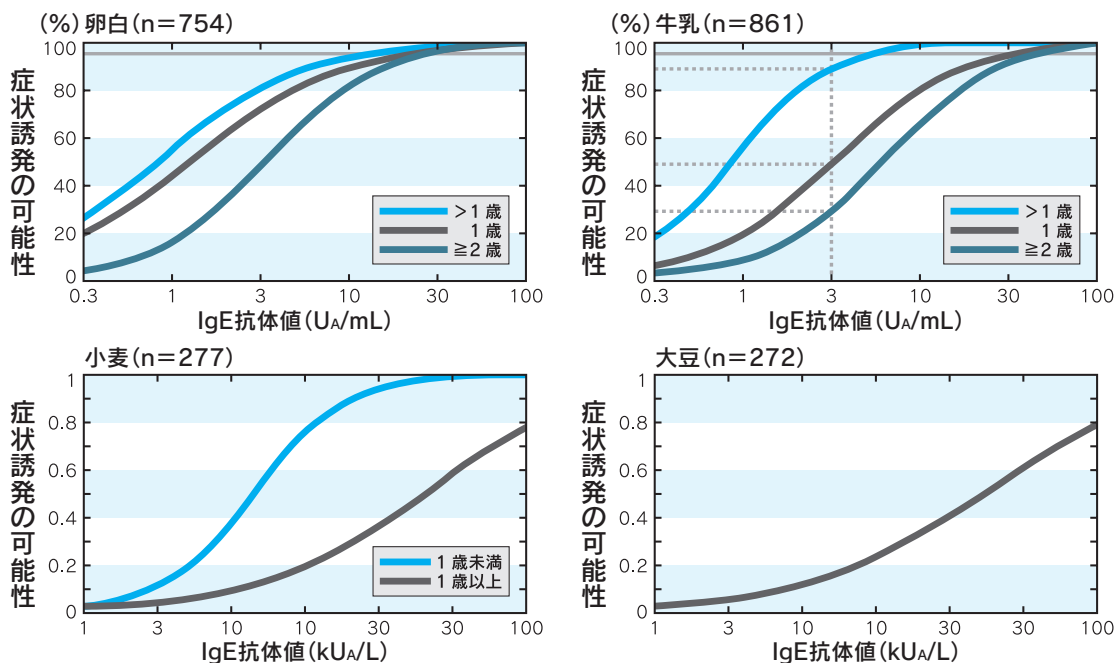 (%)卵白(n=754)
症状誘発の可能性
100
80
60
40
20
0
>1歳
1歳
≧2歳
0.3 1 3 10 30 100
IgE抗体値(UA/mL)
(%)牛乳(n=861)
症状誘発の可能性
100
80
60
40
20
0
>1歳
1歳
≧2歳
0.3 1 3 10 30 100
IgE抗体値(UA/mL)
小麦(n=277)
症状誘発の可能性
1
0.8
0.6
0.4
0.2
0
1歳未満
1歳以上
1 3 10 10 30 30 100
IgE抗体値(kUA/L)
大豆(n=272)
症状誘発の可能性
1
0.8
0.6
0.4
0.2
0
1 3 10 10 30 30 100
IgE抗体値(kUA/L)